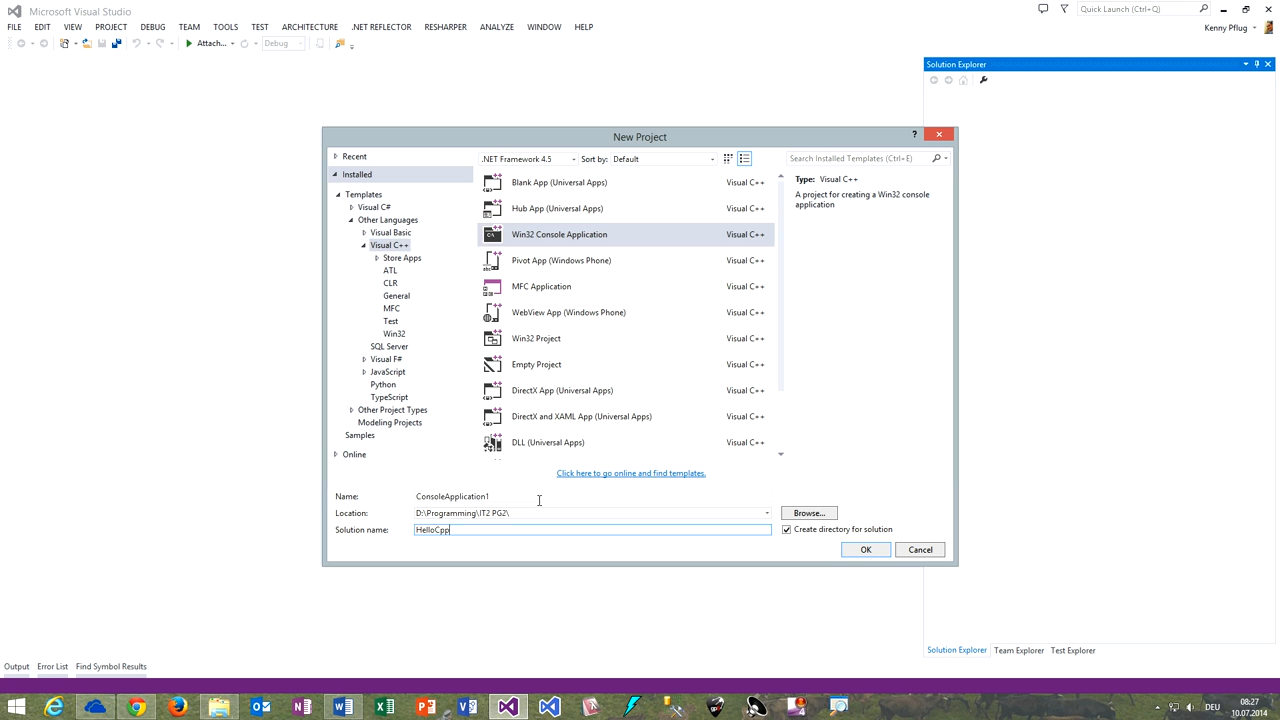 Microsoft Visual Studio
Quick Launch (Ctrl+Q)
FILE EDIT VIEW PROJECT DEBUG TEAM TOOLS TEST ARCHITECTURE .NET REFLECTOR RESHARPER ANALYZE WINDOW HELP
Kenny Pflug
Attach... Debug
Solution Explorer
New Project
Recent
.NET Framework 4.5 Sort by: Default
Search Installed Templates (Ctrl+E)
Installed
Templates
Visual C#
Other Languages
Visual Basic
Visual C++
Store Apps
ATL
CLR
General
MFC
Test
Win32
SQL Server
Visual F#
JavaScript
Python
TypeScript
Other Project Types
Modeling Projects
Samples
Online
Blank App (Universal Apps) Visual C++
Hub App (Universal Apps) Visual C++
Win32 Console Application Visual C++
Pivot App (Windows Phone) Visual C++
MFC Application Visual C++
WebView App (Windows Phone) Visual C++
Win32 Project Visual C++
Empty Project Visual C++
DirectX App (Universal Apps) Visual C++
DirectX and XAML App (Universal Apps) Visual C++
DLL (Universal Apps) Visual C++
Type: Visual C++
A project for creating a Win32 console
application
Click here to go online and find templates.
Name: ConsoleApplication1
Location: D:\Programming\IT2 PG2\
Browse...
Solution name: HelloCpp
Create directory for solution
OK Cancel
Solution Explorer Team Explorer Test Explorer
Output Error List Find Symbol Results
DEU
08:27
10.07.2014